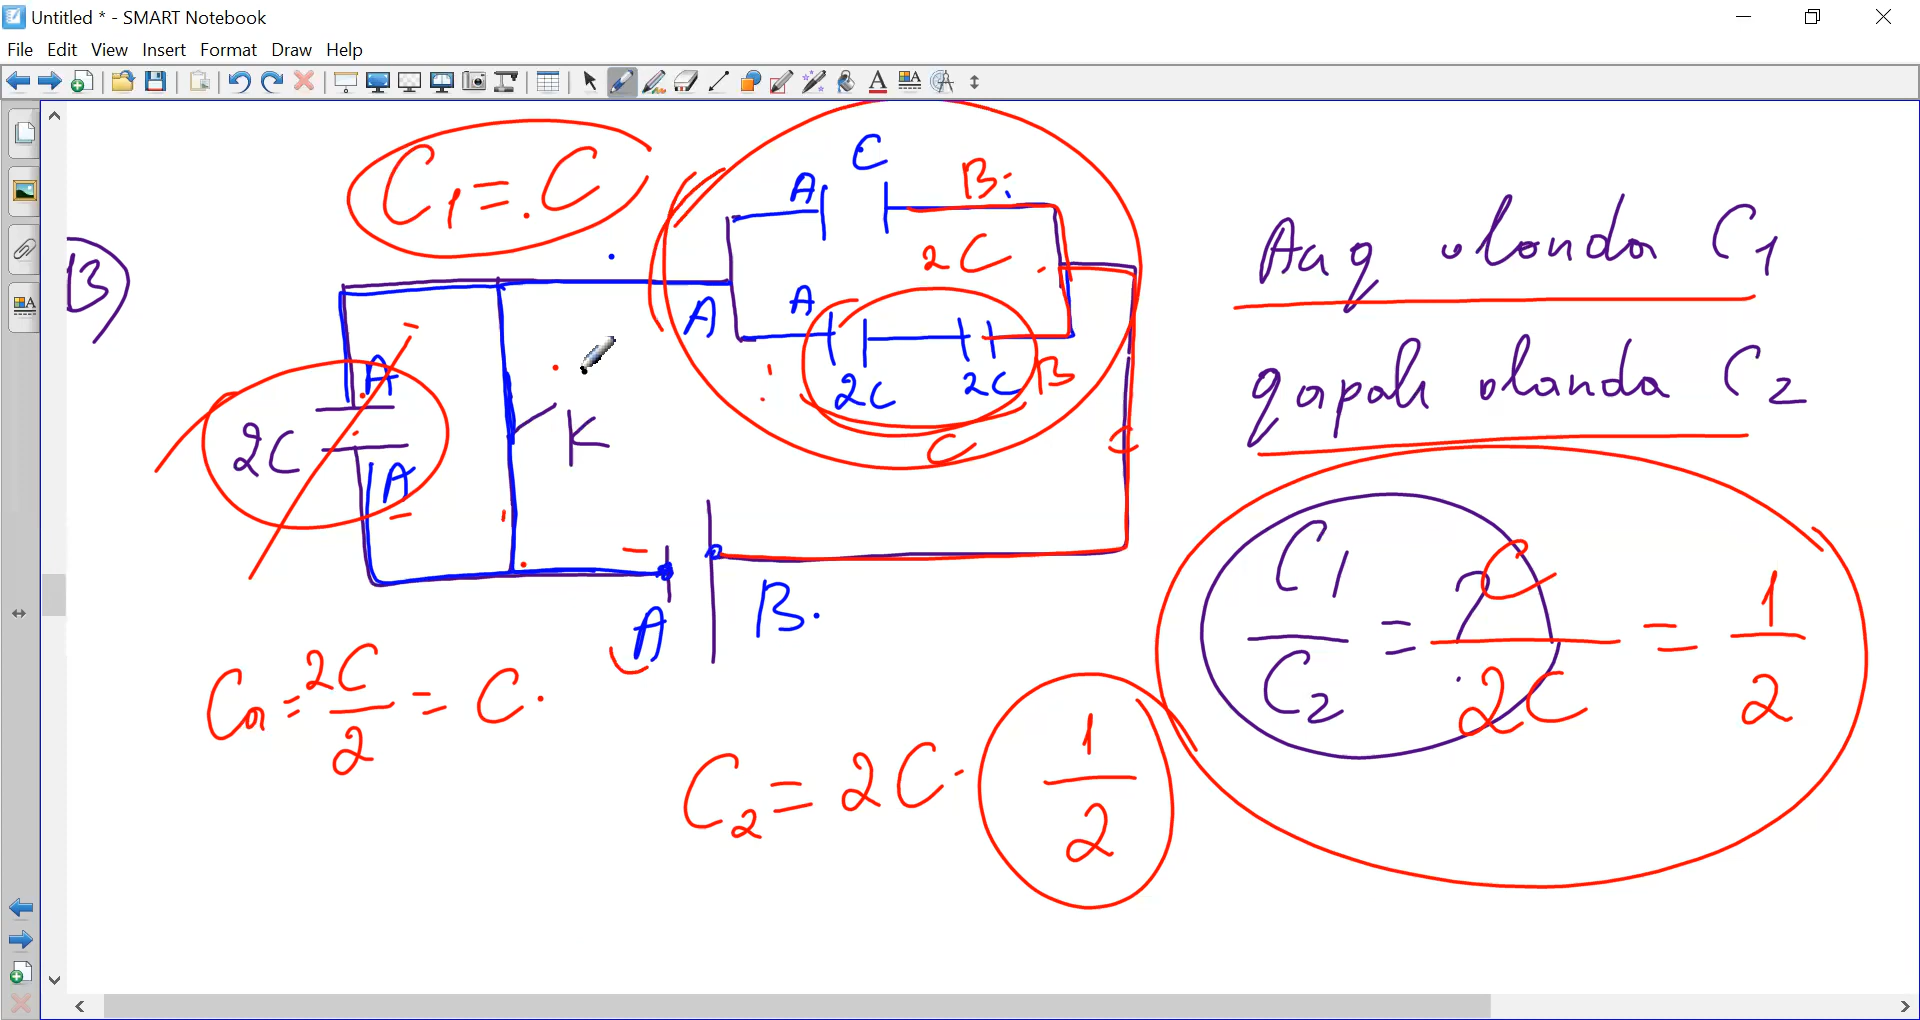 Untitled * - SMART Notebook
File Edit View Insert Format Draw Help
B)
C₁ = C
C
A
B
2C
A
A
2C
2C
B
C
A
2C
A
K
A
B
Açıq olanda C₁
qapalı olanda C₂
C₁/C₂ = C/2C = 1/2
= 2C/2 = C
C₂ = 2C
1/2